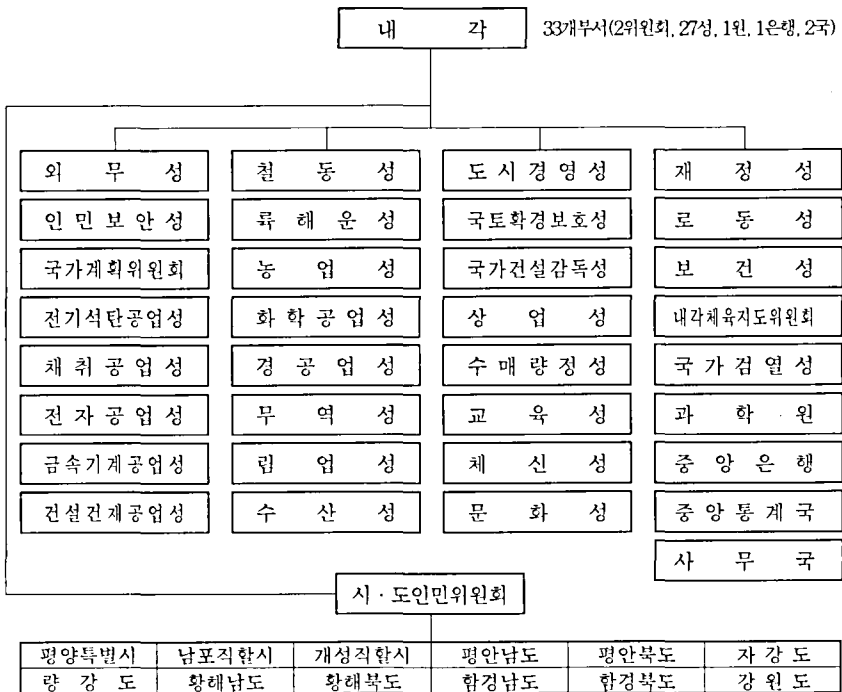 내 각 33개부서(2위원회, 27성, 1원, 1은행, 2국)
외 무 성 철 동 성 도 시 경 영 성 재 정 성
인 민 보 안 성 륙 해 운 성 국토환경보호성 로 동 성
국가계획위원회 농 업 성 국가건설감독성 보 건 성
전기석탄공업성 화 학 공 업 성 상 업 성 내각체육지도위원회
채 취 공 업 성 경 공 업 성 수 매 량 정 성 국 가 검 열 성
전 자 공 업 성 무 역 성 교 육 성 과 학 원
금속기계공업성 림 업 성 체 신 성 중 앙 은 행
건설건재공업성 수 산 성 문 화 성 중 앙 통 계 국
사 무 국
시 · 도인민위원회
평양특별시 남포직할시 개성직할시 평안남도 평안북도 자 강 도
량 강 도 황해남도 황해북도 함경남도 함경북도 강 원 도